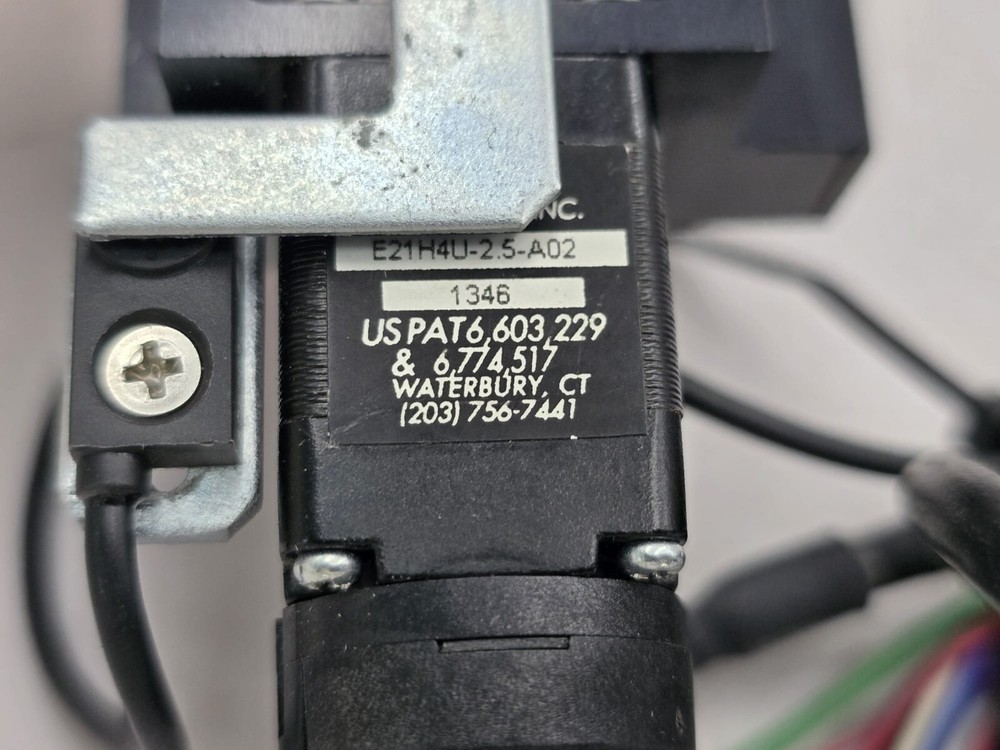 INC.
E21H4U-2.5-A02
1346
US PAT 6,603,229
& 6,774,517
WATERBURY, CT
(203) 756-7441